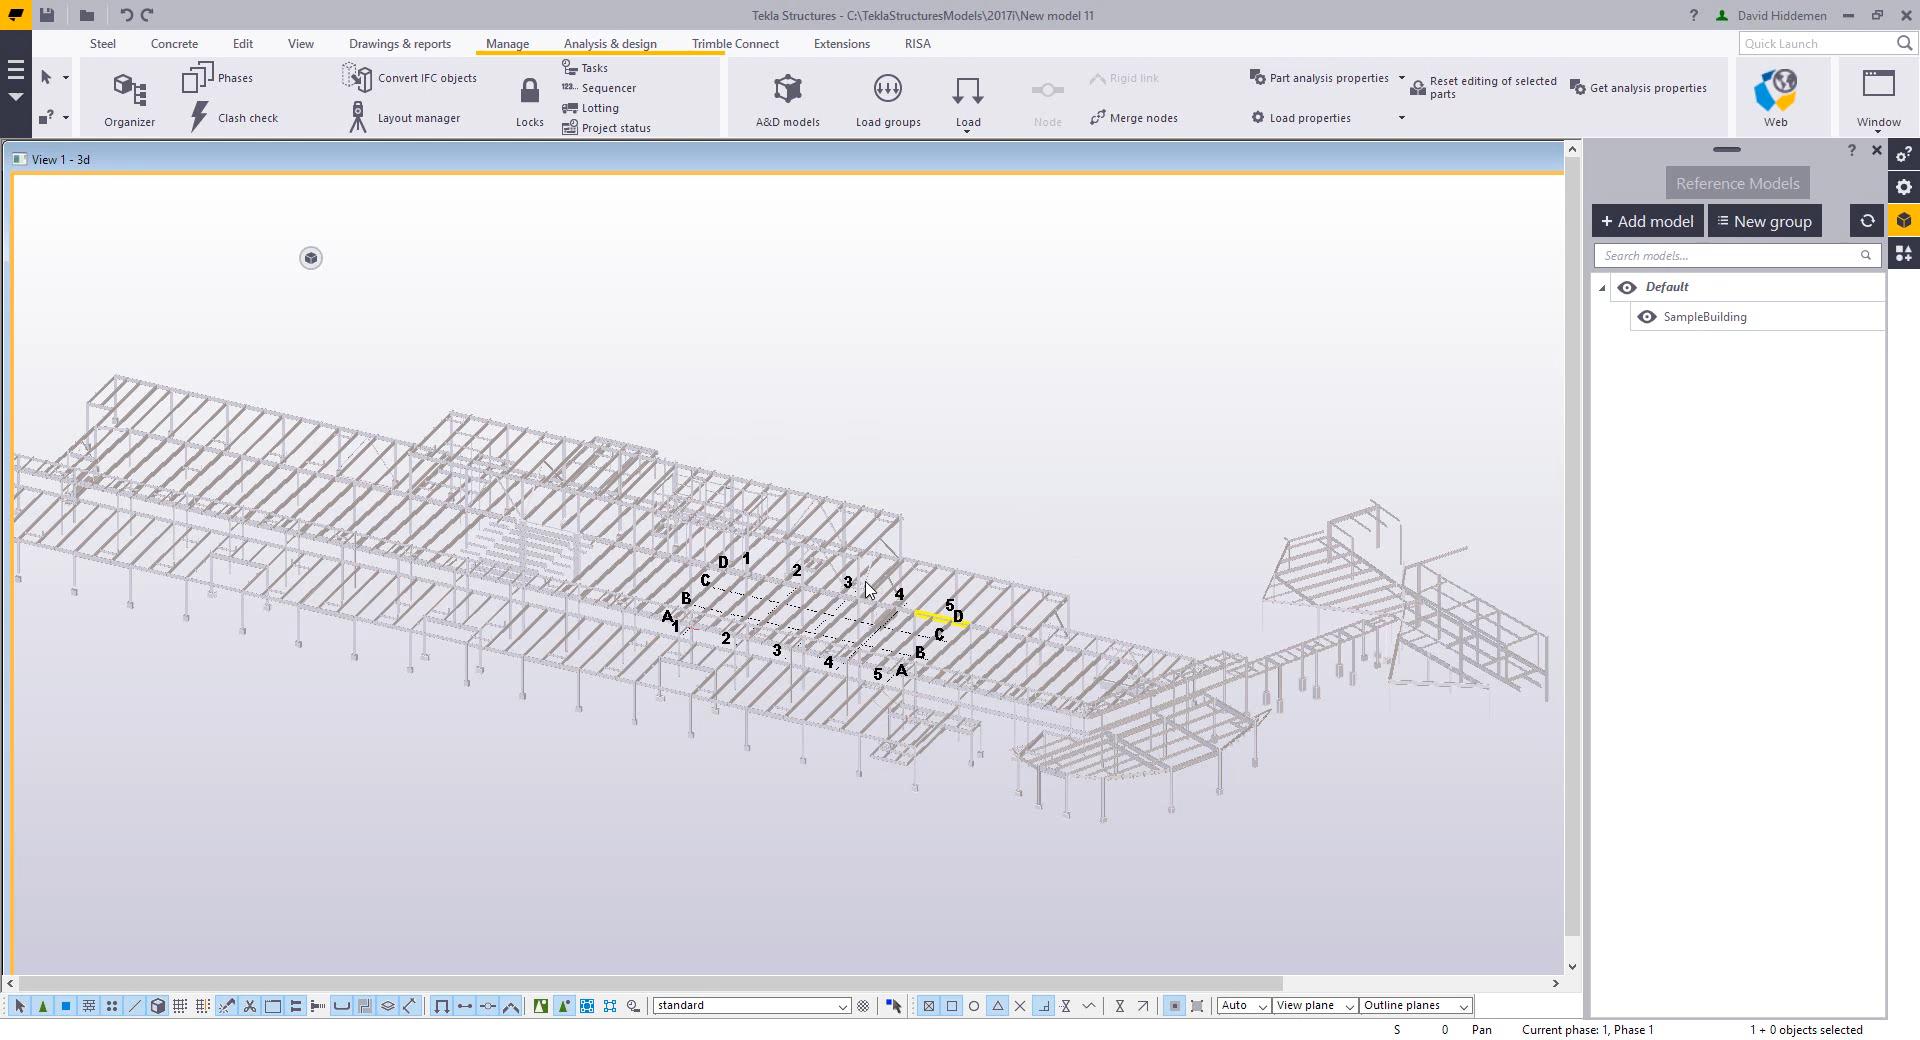 Tekla Structures - C:\TeklaStructuresModels\2017i\New model 11
? David Hiddemen
Steel Concrete Edit View Drawings & reports Manage Analysis & design Trimble Connect Extensions RISA
Quick Launch
Organizer
Phases
Clash check
Convert IFC objects
Layout manager
Locks
Tasks
123... Sequencer
Lotting
Project status
A&D models
Load groups
Load
Node
Rigid link
Merge nodes
Part analysis properties
Load properties
Reset editing of selected
parts
Get analysis properties
Web
Window
View 1 - 3d
?
Reference Models
+ Add model
New group
Search models...
Default
SampleBuilding
D 1
2
C
3
B
4
5
A
1
D
2
C
3
B
4
5 A
standard
Auto
View plane
Outline planes
S 0 Pan Current phase: 1, Phase 1 1 + 0 objects selected